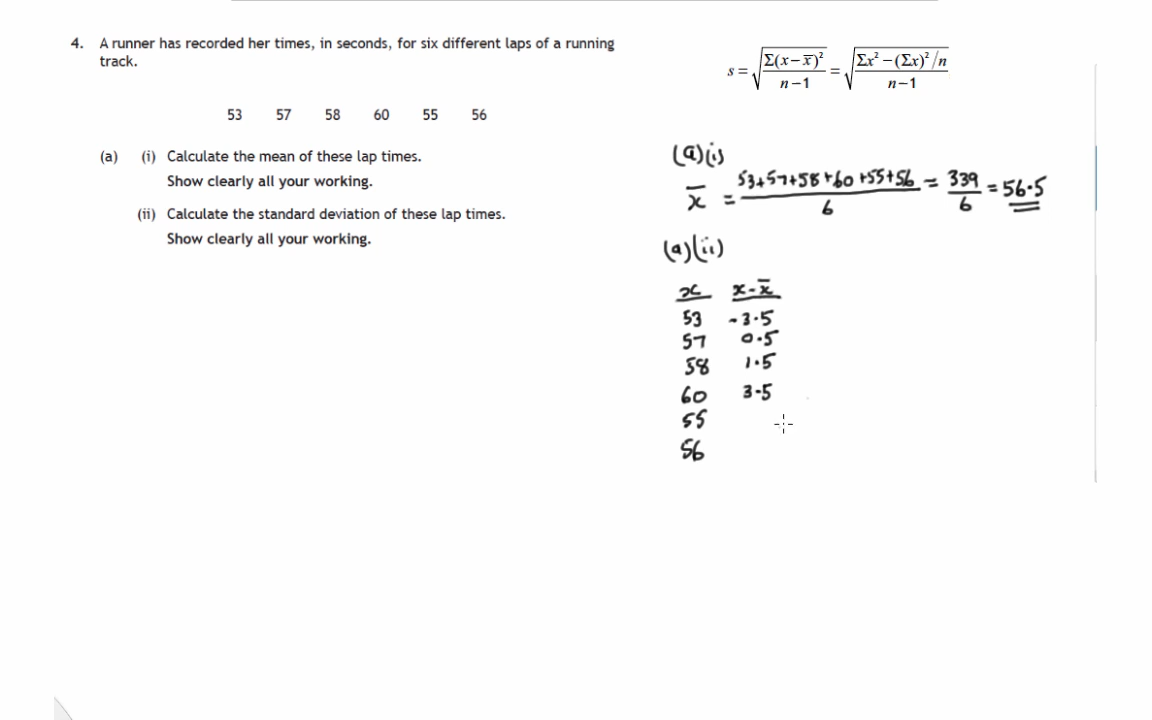 4. A runner has recorded her times, in seconds, for six different laps of a running
track.
53 57 58 60 55 56
(a) (i) Calculate the mean of these lap times.
Show clearly all your working.
(ii) Calculate the standard deviation of these lap times.
Show clearly all your working.
s = √(Σ(x−x̄)² / n−1) = √(Σx² −(Σx)²/n / n−1)
(a)(i)
x̄ = 53+57+58+60+55+56 / 6 = 339 / 6 = 56.5
(a)(ii)
x x-x̄
53 -3.5
57 0.5
58 1.5
60 3.5
55
56